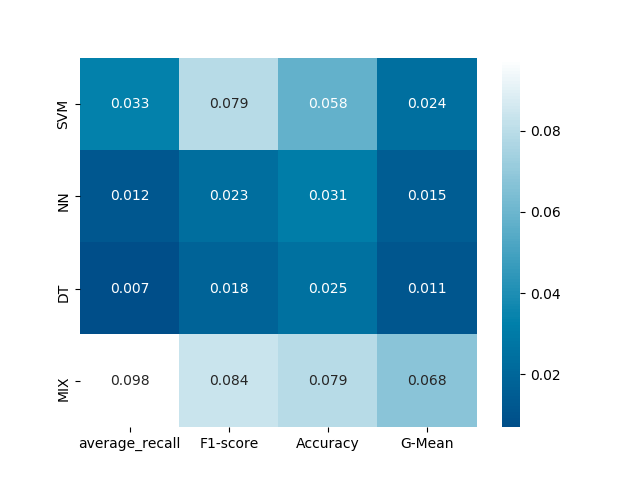 SVM 0.033 0.079 0.058 0.024
NN 0.012 0.023 0.031 0.015
DT 0.007 0.018 0.025 0.011
MIX 0.098 0.084 0.079 0.068
average_recall F1-score Accuracy G-Mean
0.08
0.06
0.04
0.02